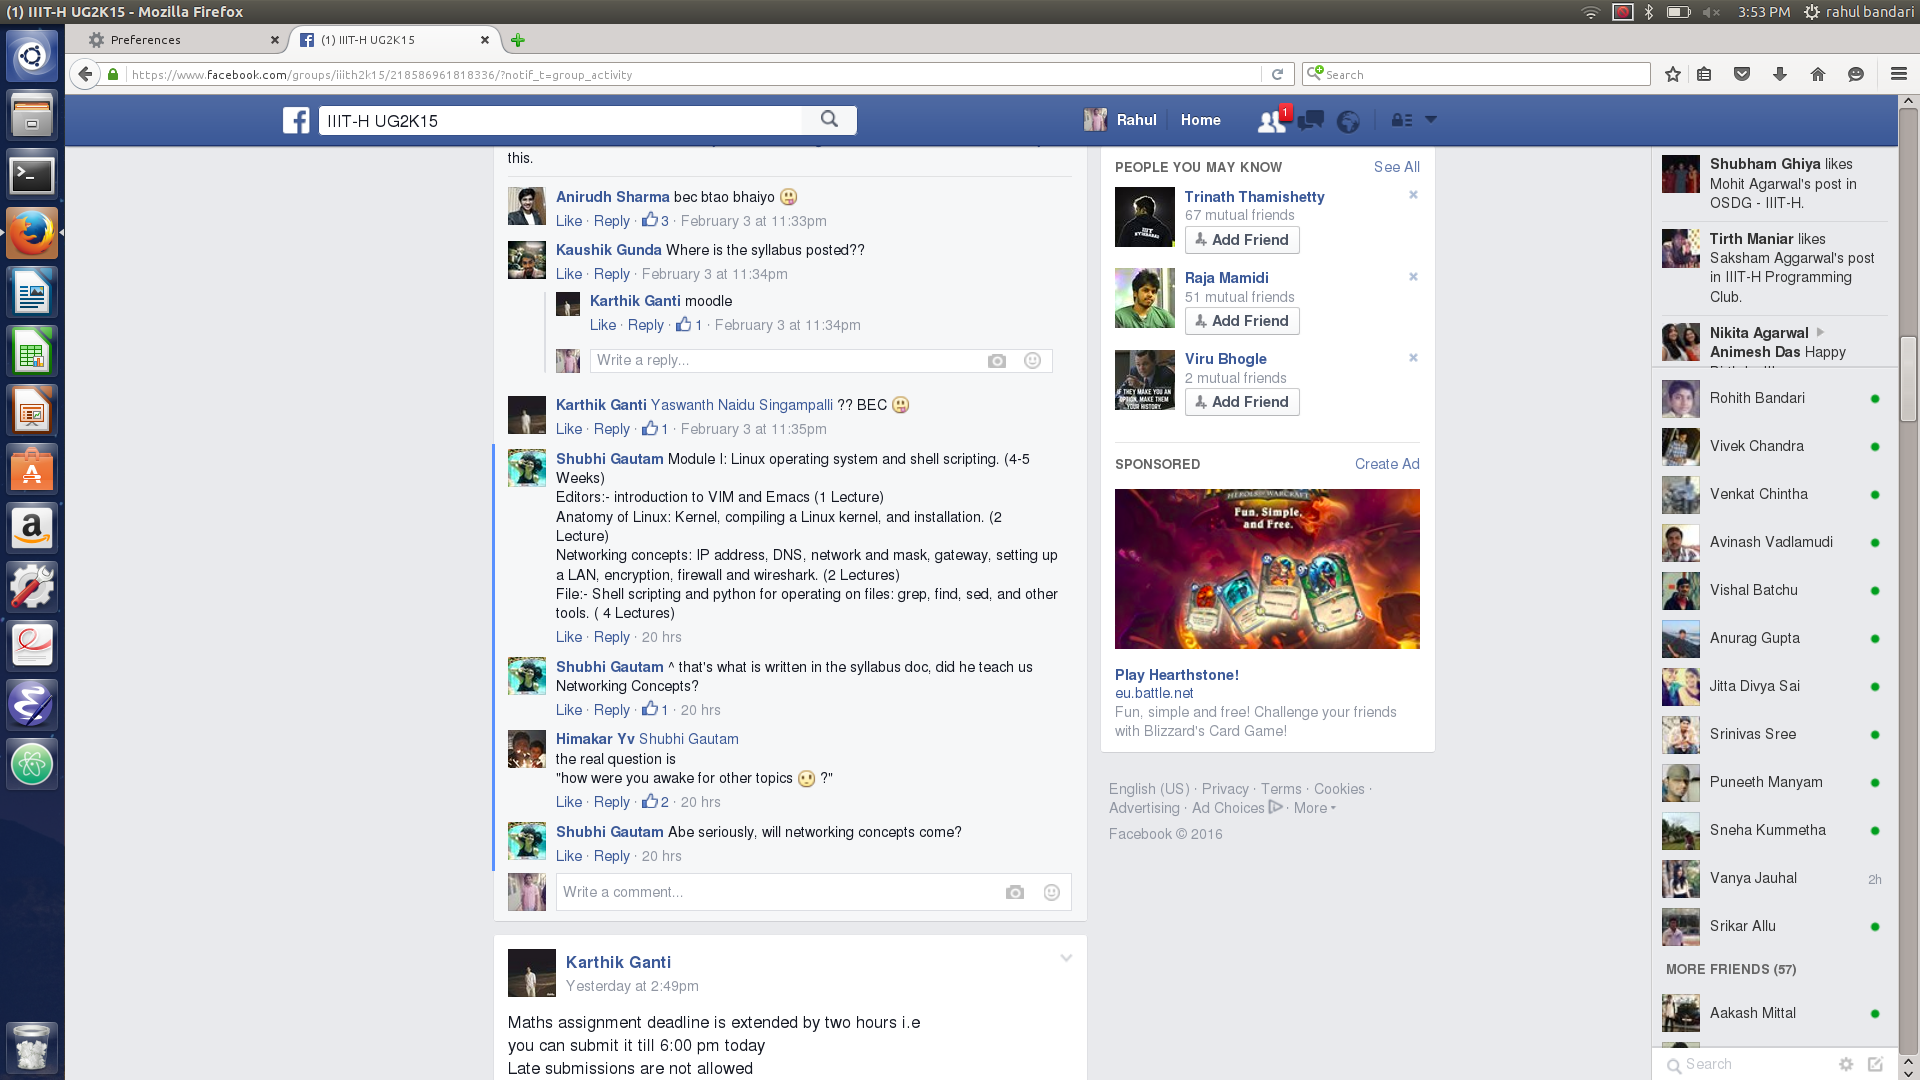 (1) IIIT-H UG2K15 - Mozilla Firefox
3:53 PM
rahul bandari
Preferences
(1) IIIT-H UG2K15
https://www.facebook.com/groups/iiith2k15/218586961818336/?notif_t=group_activity
Search
IIIT-H UG2K15
Rahul
Home
1
this.
Anirudh Sharma bec btao bhaiyo
Like · Reply · 3 · February 3 at 11:33pm
Kaushik Gunda Where is the syllabus posted??
Like · Reply · February 3 at 11:34pm
Karthik Ganti moodle
Like · Reply · 1 · February 3 at 11:34pm
Write a reply...
Karthik Ganti Yaswanth Naidu Singampalli ?? BEC
Like · Reply · 1 · February 3 at 11:35pm
Shubhi Gautam Module I: Linux operating system and shell scripting. (4-5
Weeks)
Editors:- introduction to VIM and Emacs (1 Lecture)
Anatomy of Linux: Kernel, compiling a Linux kernel, and installation. (2
Lecture)
Networking concepts: IP address, DNS, network and mask, gateway, setting up
a LAN, encryption, firewall and wireshark. (2 Lectures)
File:- Shell scripting and python for operating on files: grep, find, sed, and other
tools. ( 4 Lectures)
Like · Reply · 20 hrs
Shubhi Gautam ^ that's what is written in the syllabus doc, did he teach us
Networking Concepts?
Like · Reply · 1 · 20 hrs
Himakar Yv Shubhi Gautam
the real question is
"how were you awake for other topics ?"
Like · Reply · 2 · 20 hrs
Shubhi Gautam Abe seriously, will networking concepts come?
Like · Reply · 20 hrs
Write a comment...
Karthik Ganti
Yesterday at 2:49pm
Maths assignment deadline is extended by two hours i.e
you can submit it till 6:00 pm today
Late submissions are not allowed
PEOPLE YOU MAY KNOW
See All
Trinath Thamishetty
67 mutual friends
Add Friend
Raja Mamidi
51 mutual friends
Add Friend
Viru Bhogle
2 mutual friends
Add Friend
IF THEY MAKE YOU AN
OPTION, MAKE THEM
YOUR HISTORY.
SPONSORED
Create Ad
HEROES OF WARCRAFT
Fun, Simple,
and Free.
Play Hearthstone!
eu.battle.net
Fun, simple and free! Challenge your friends
with Blizzard's Card Game!
English (US) · Privacy · Terms · Cookies ·
Advertising · Ad Choices · More
Facebook © 2016
Shubham Ghiya likes
Mohit Agarwal's post in
OSDG - IIIT-H.
Tirth Maniar likes
Saksham Aggarwal's post
in IIIT-H Programming
Club.
Nikita Agarwal
Animesh Das Happy
Rohith Bandari
Vivek Chandra
Venkat Chintha
Avinash Vadlamudi
Vishal Batchu
Anurag Gupta
Jitta Divya Sai
Srinivas Sree
Puneeth Manyam
Sneha Kummetha
Vanya Jauhal 2h
Srikar Allu
MORE FRIENDS (57)
Aakash Mittal
Search